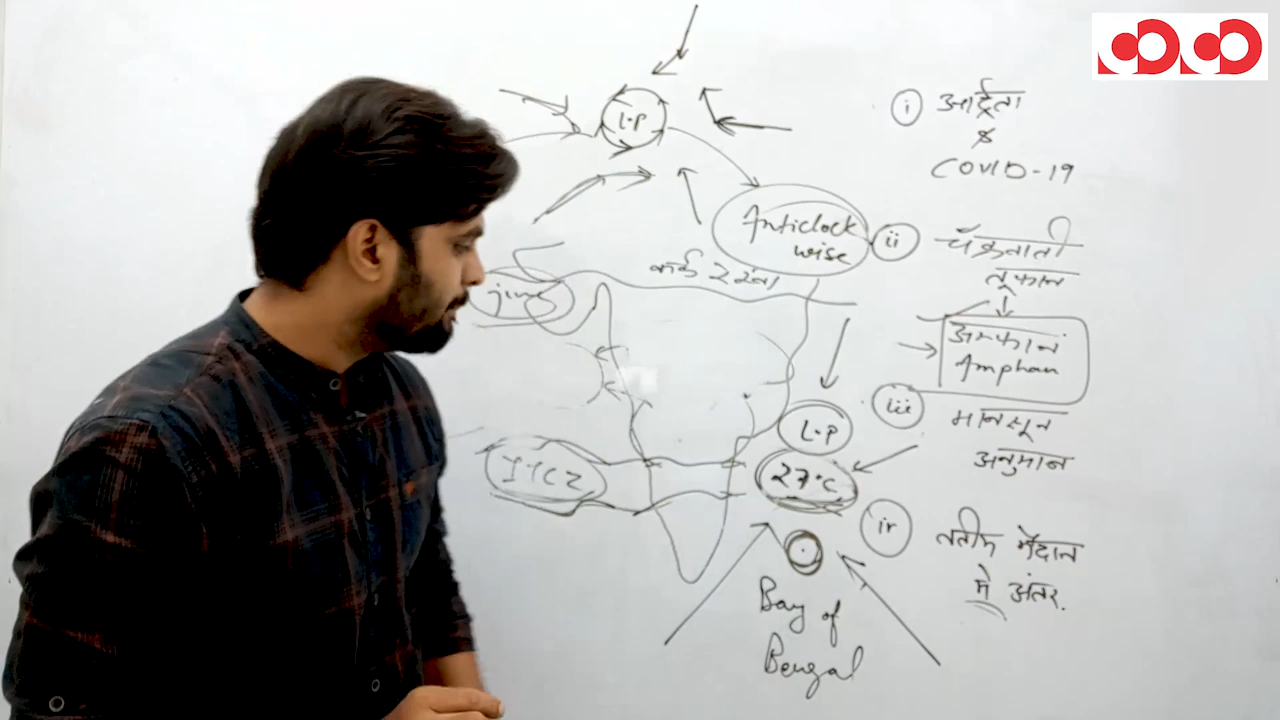 L.P
Anticlock
wise
कर्क रेखा
ITCZ
L.P
27°C
Bay of
Bengal
i आर्द्रता
&
COVID-19
ii चक्रवाती
तूफान
अम्फान
Amphan
iii मानसून
अनुमान
iv तटीय मैदान
में अंतर.